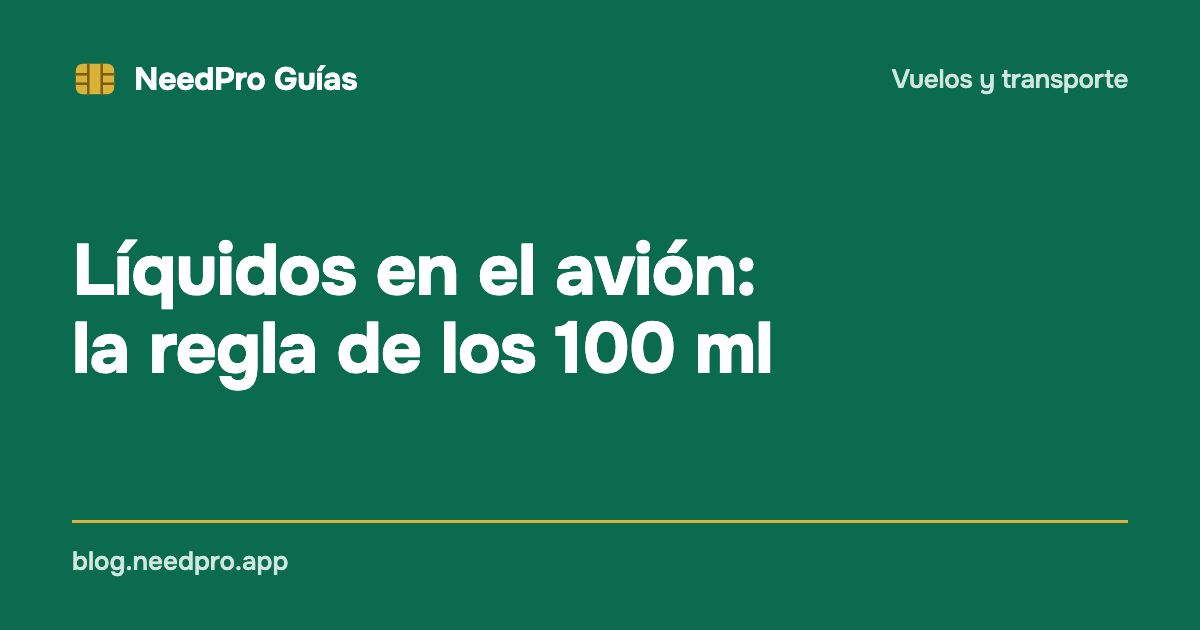 NeedPro Guías
Vuelos y transporte
Líquidos en el avión:
la regla de los 100 ml
blog.needpro.app